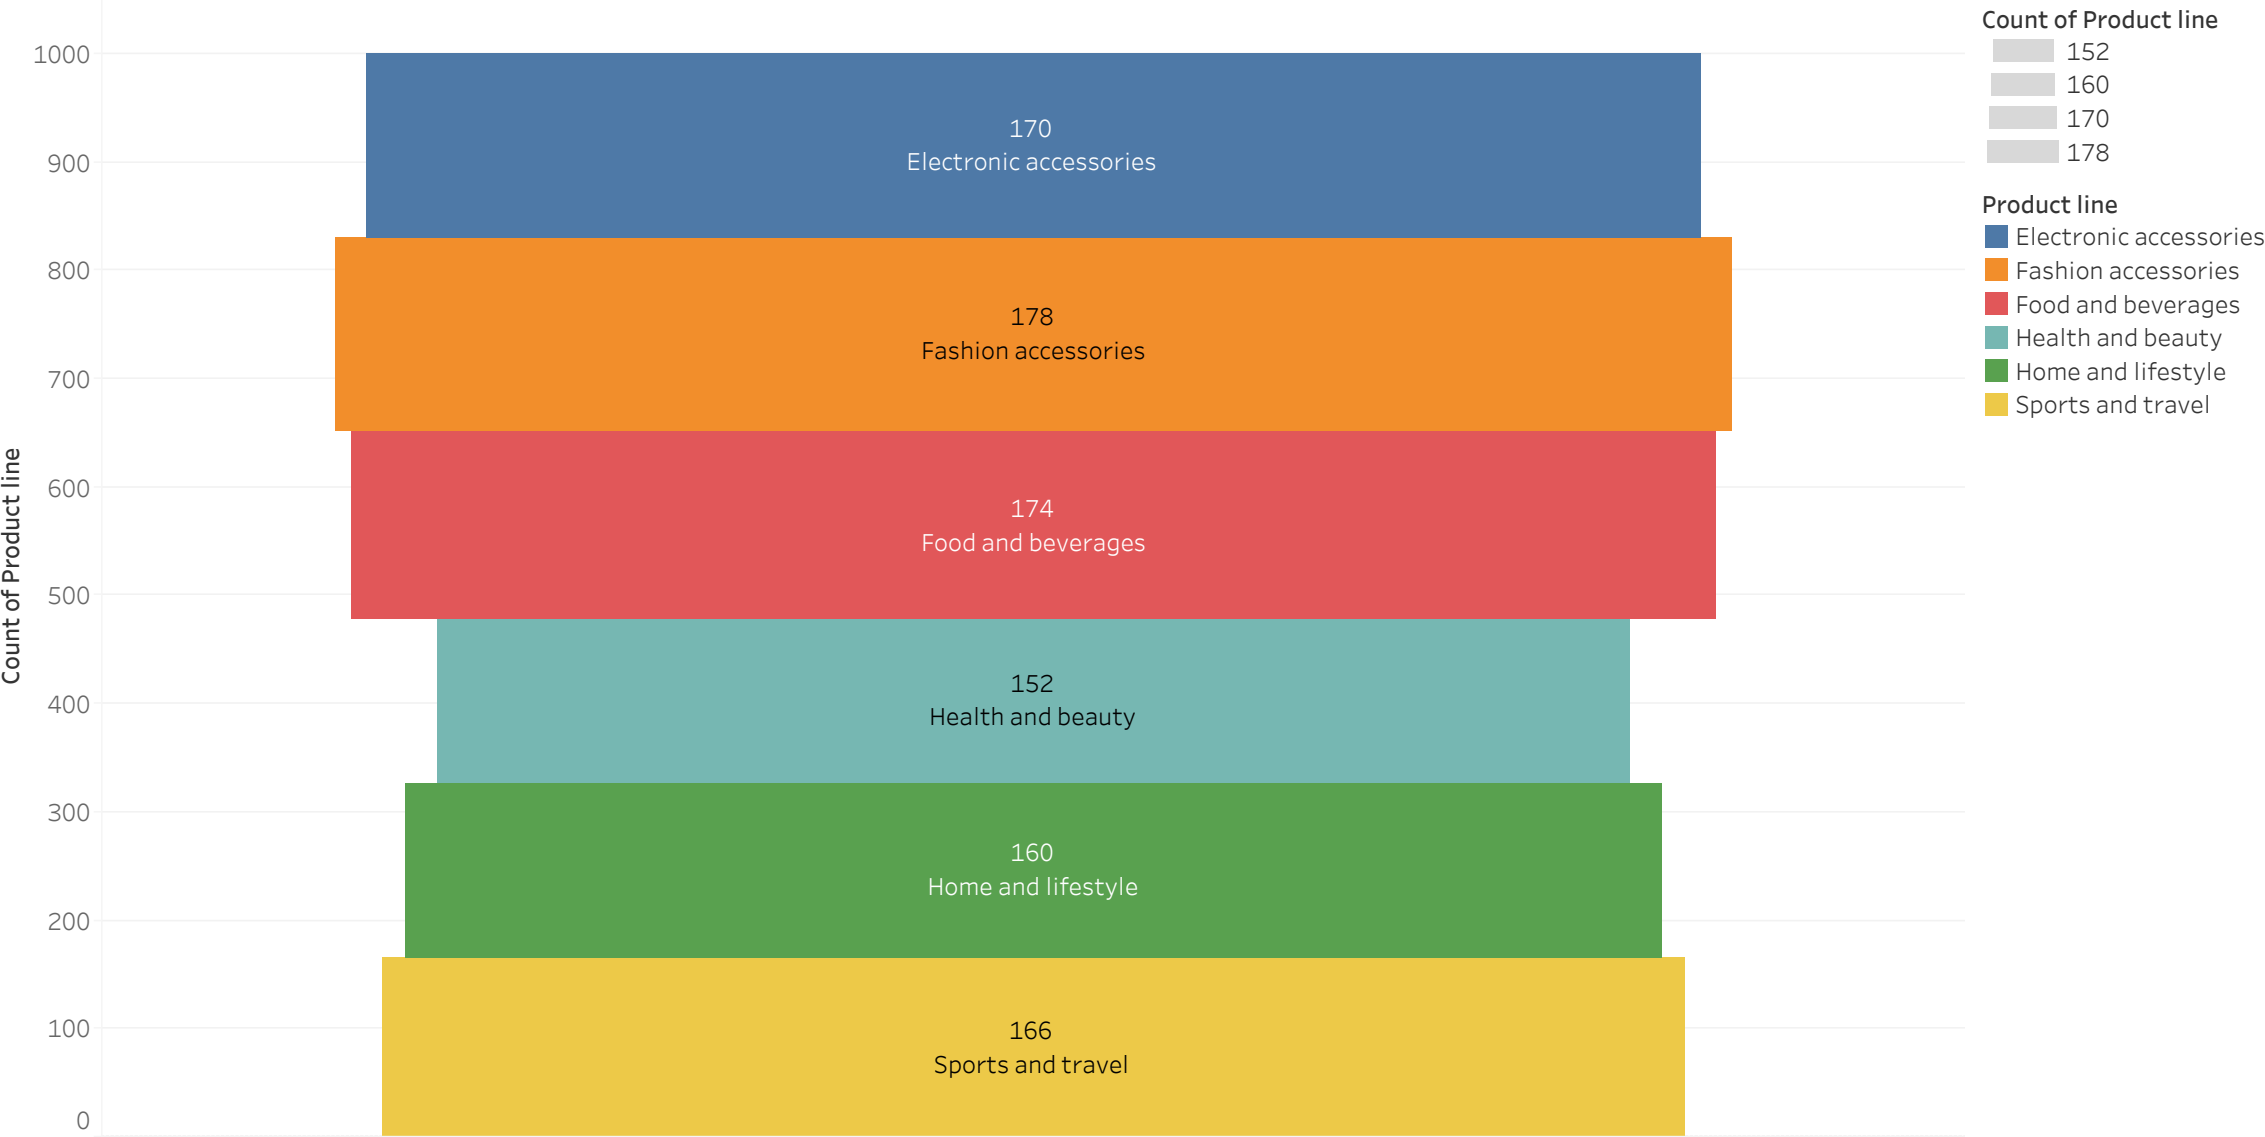 Count of Product line
1000
900
800
700
600
500
400
300
200
100
0
170
Electronic accessories
178
Fashion accessories
174
Food and beverages
152
Health and beauty
160
Home and lifestyle
166
Sports and travel
Count of Product line
152
160
170
178
Product line
Electronic accessories
Fashion accessories
Food and beverages
Health and beauty
Home and lifestyle
Sports and travel